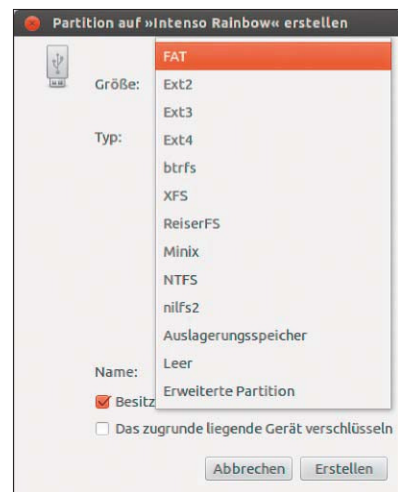 Partition auf »Intenso Rainbow« erstellen
FAT
Größe:
Ext2
Ext3
Typ:
Ext4
btrfs
XFS
ReiserFS
Minix
NTFS
nilfs2
Auslagerungsspeicher
Leer
Name:
Erweiterte Partition
Besitz
Das zugrunde liegende Gerät verschlüsseln
Abbrechen
Erstellen